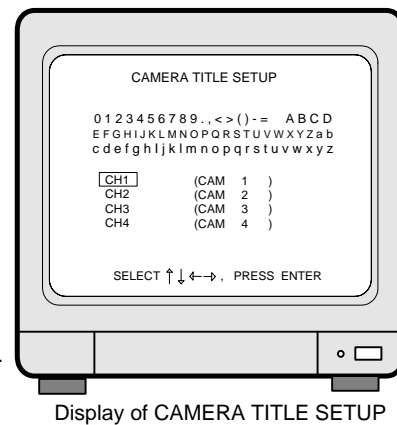 CAMERA TITLE SETUP
0123456789.,<>()-= ABCD
EFGHIJKLMNOPQRSTUVWXYZab
cdefghIjklmnopqrstuvwxyz
CH1 (CAM 1 )
CH2 (CAM 2 )
CH3 (CAM 3 )
CH4 (CAM 4 )
SELECT ↑↓←→, PRESS ENTER
Display of CAMERA TITLE SETUP